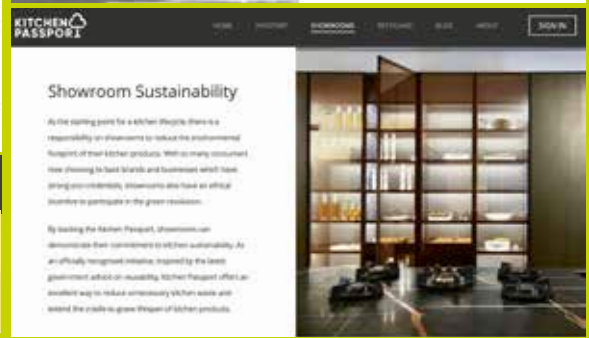 KITCHEN
PASSPORT
HOME PASSPORT SHOWROOMS BLOG ABOUT SIGN IN
Showroom Sustainability
As the starting point for a kitchen lifecycle, there is a
responsibility on showrooms to reduce the environmental
footprint of their kitchen products. With so many consumers
now choosing to back brands and businesses which have
strong eco credentials, showrooms also have an ethical
incentive to participate in the green revolution.
By backing the Kitchen Passport, showrooms can
demonstrate their commitment to kitchen sustainability. As
an officially recognised initiative, inspired by the latest
government advice on reusability, Kitchen Passport offers an
excellent way to reduce unnecessary kitchen waste and
extend the cradle-to-grave lifespan of kitchen products.